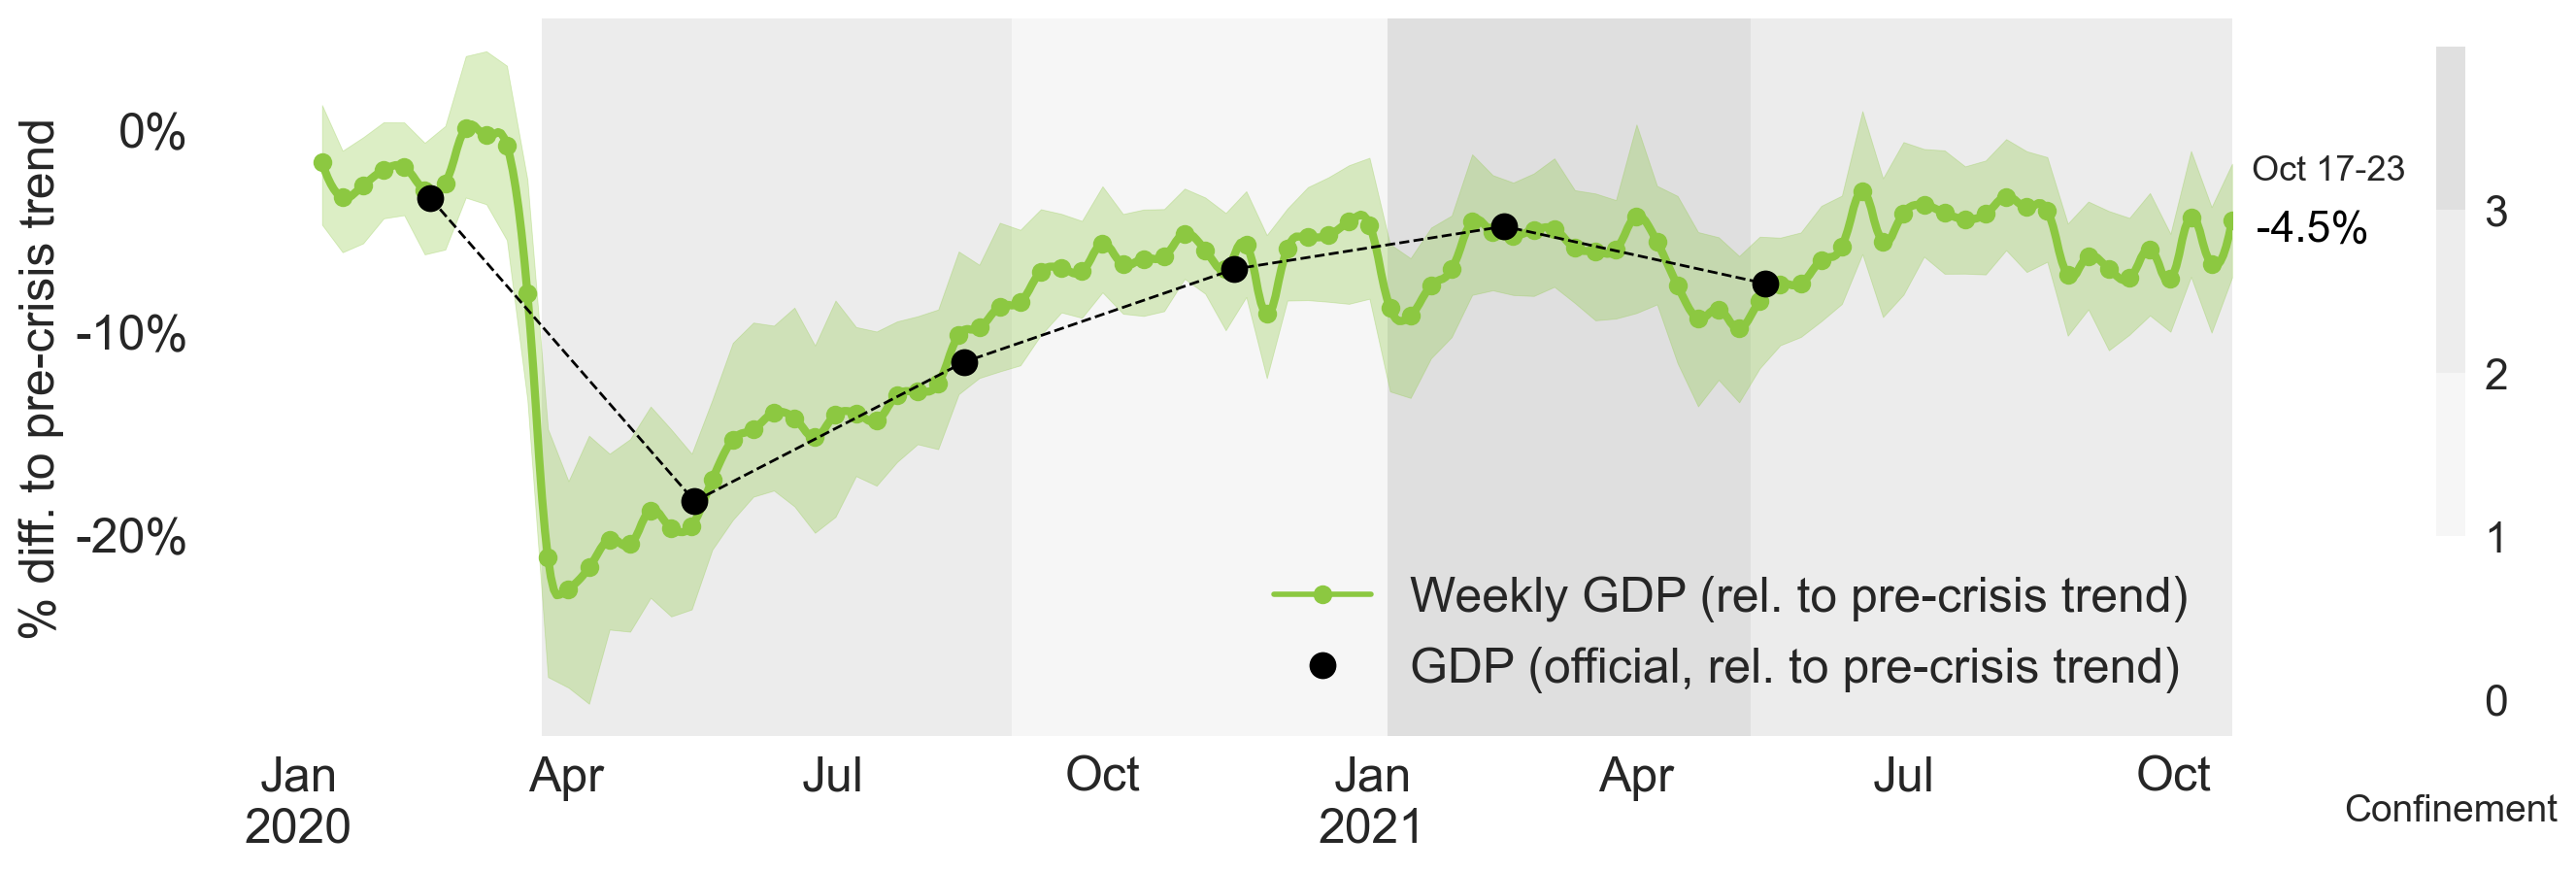 % diff. to pre-crisis trend
0%
-10%
-20%
Oct 17-23
-4.5%
Weekly GDP (rel. to pre-crisis trend)
GDP (official, rel. to pre-crisis trend)
Jan Apr Jul Oct Jan Apr Jul Oct
2020 2021
3
2
1
0
Confinement